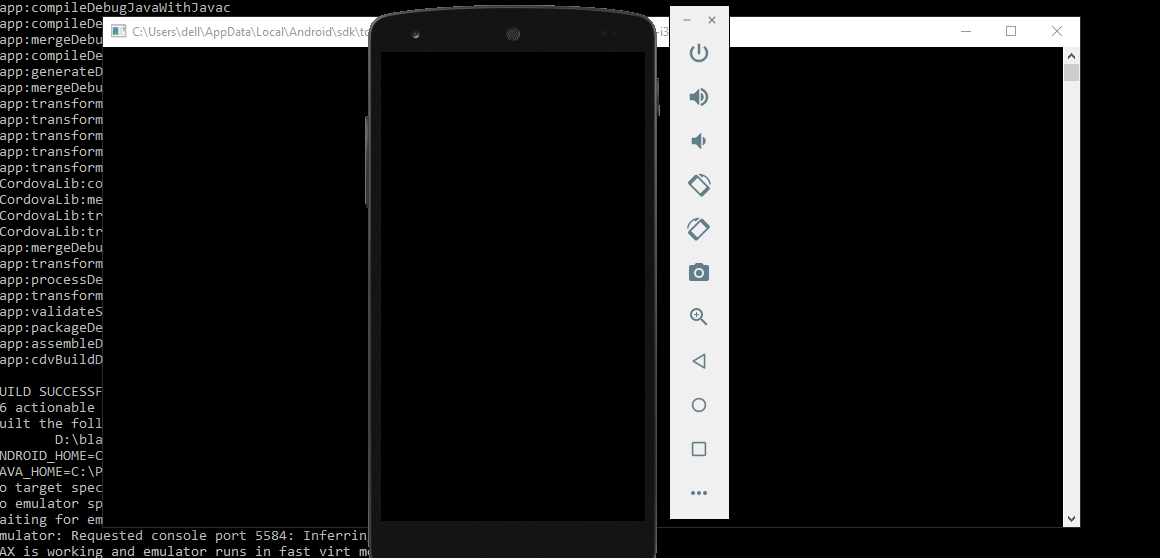 app:compileDebugJavaWithJavac
app:compileDe
C:\Users\dell\AppData\Local\Android\sdk\to
-i3
app:mergeDebu
app:compileDe
app:generateD
app:mergeDebu
app:transform
app:transform
app:transform
app:transform
app:transform
CordovaLib:co
CordovaLib:me
CordovaLib:tr
CordovaLib:tr
app:mergeDebu
app:transform
app:processDe
app:transform
app:validateS
app:packageDe
app:assembleD
app:cdvBuildD
UILD SUCCESSF
6 actionable
uilt the foll
D:\bla
NDROID_HOME=C
AVA_HOME=C:\P
o target spec
o emulator sp
aiting for em
mulator: Requested console port 5584: Inferrin
AX is working and emulator runs in fast virt mo